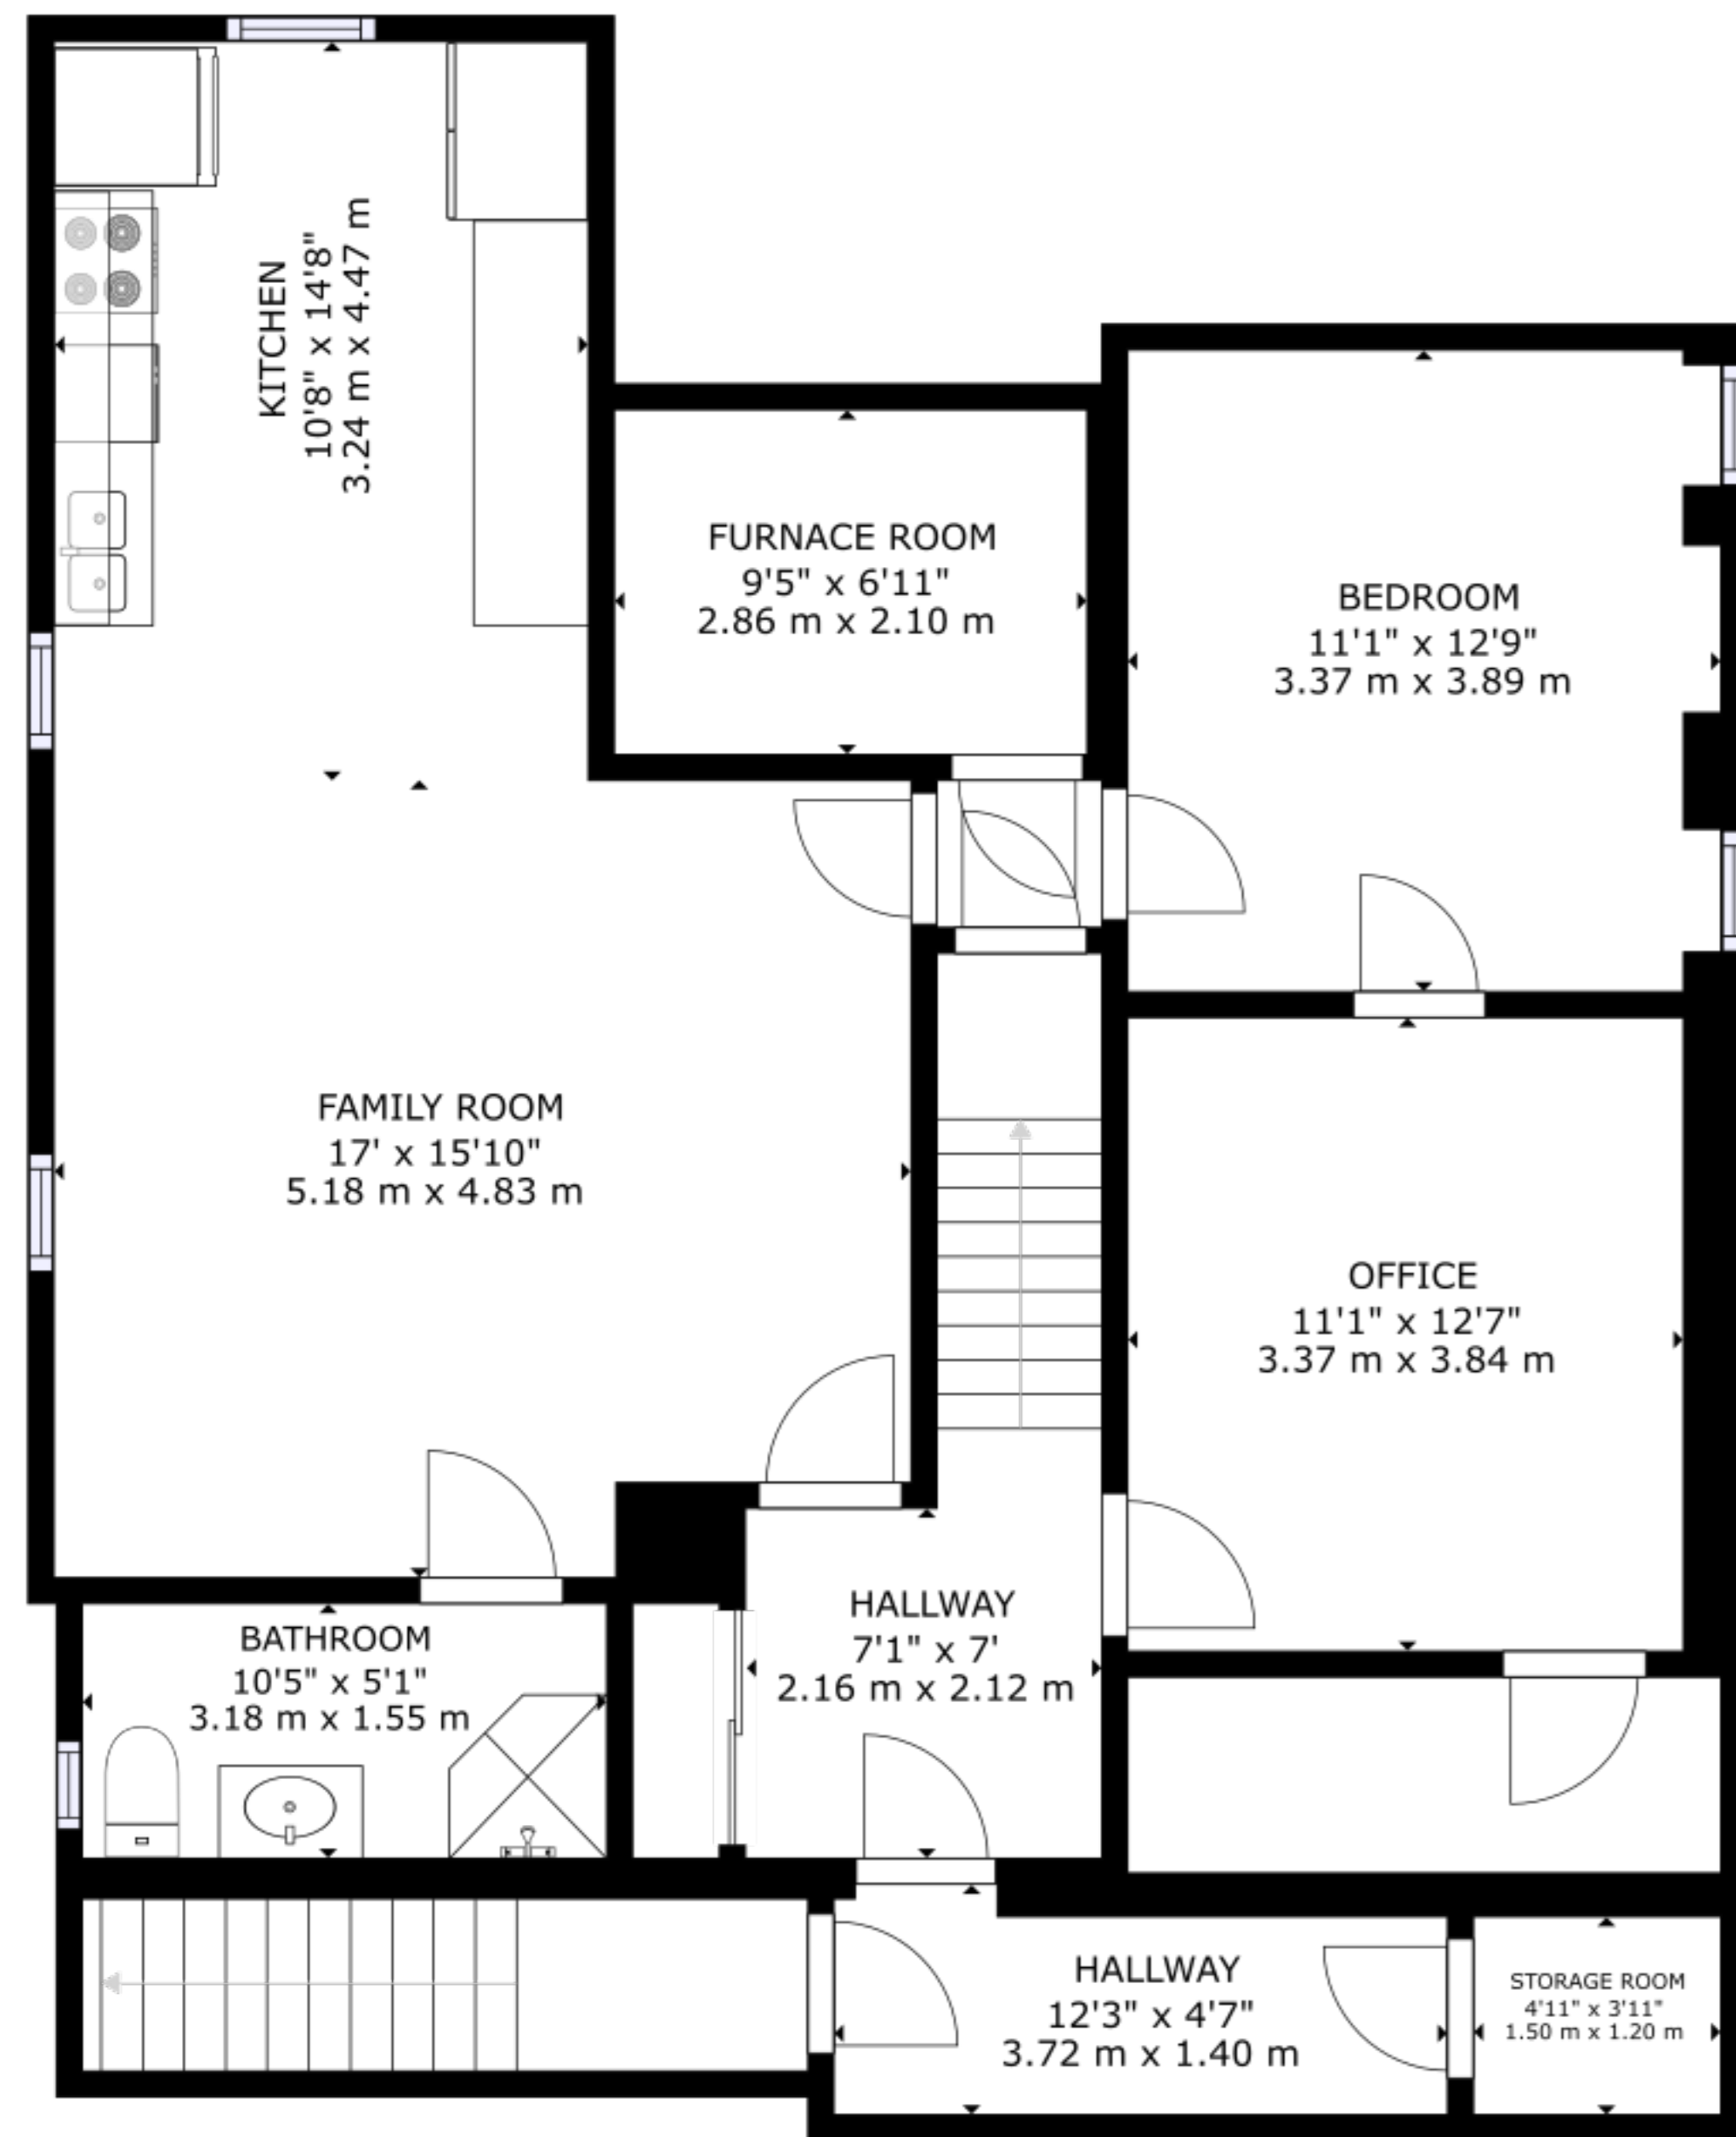 KITCHEN
10'8" x 14'8"
3.24 m x 4.47 m
FURNACE ROOM
9'5" x 6'11"
2.86 m x 2.10 m
BEDROOM
11'1" x 12'9"
3.37 m x 3.89 m
FAMILY ROOM
17' x 15'10"
5.18 m x 4.83 m
OFFICE
11'1" x 12'7"
3.37 m x 3.84 m
HALLWAY
7'1" x 7'
2.16 m x 2.12 m
BATHROOM
10'5" x 5'1"
3.18 m x 1.55 m
HALLWAY
12'3" x 4'7"
3.72 m x 1.40 m
STORAGE ROOM
4'11" x 3'11"
1.50 m x 1.20 m